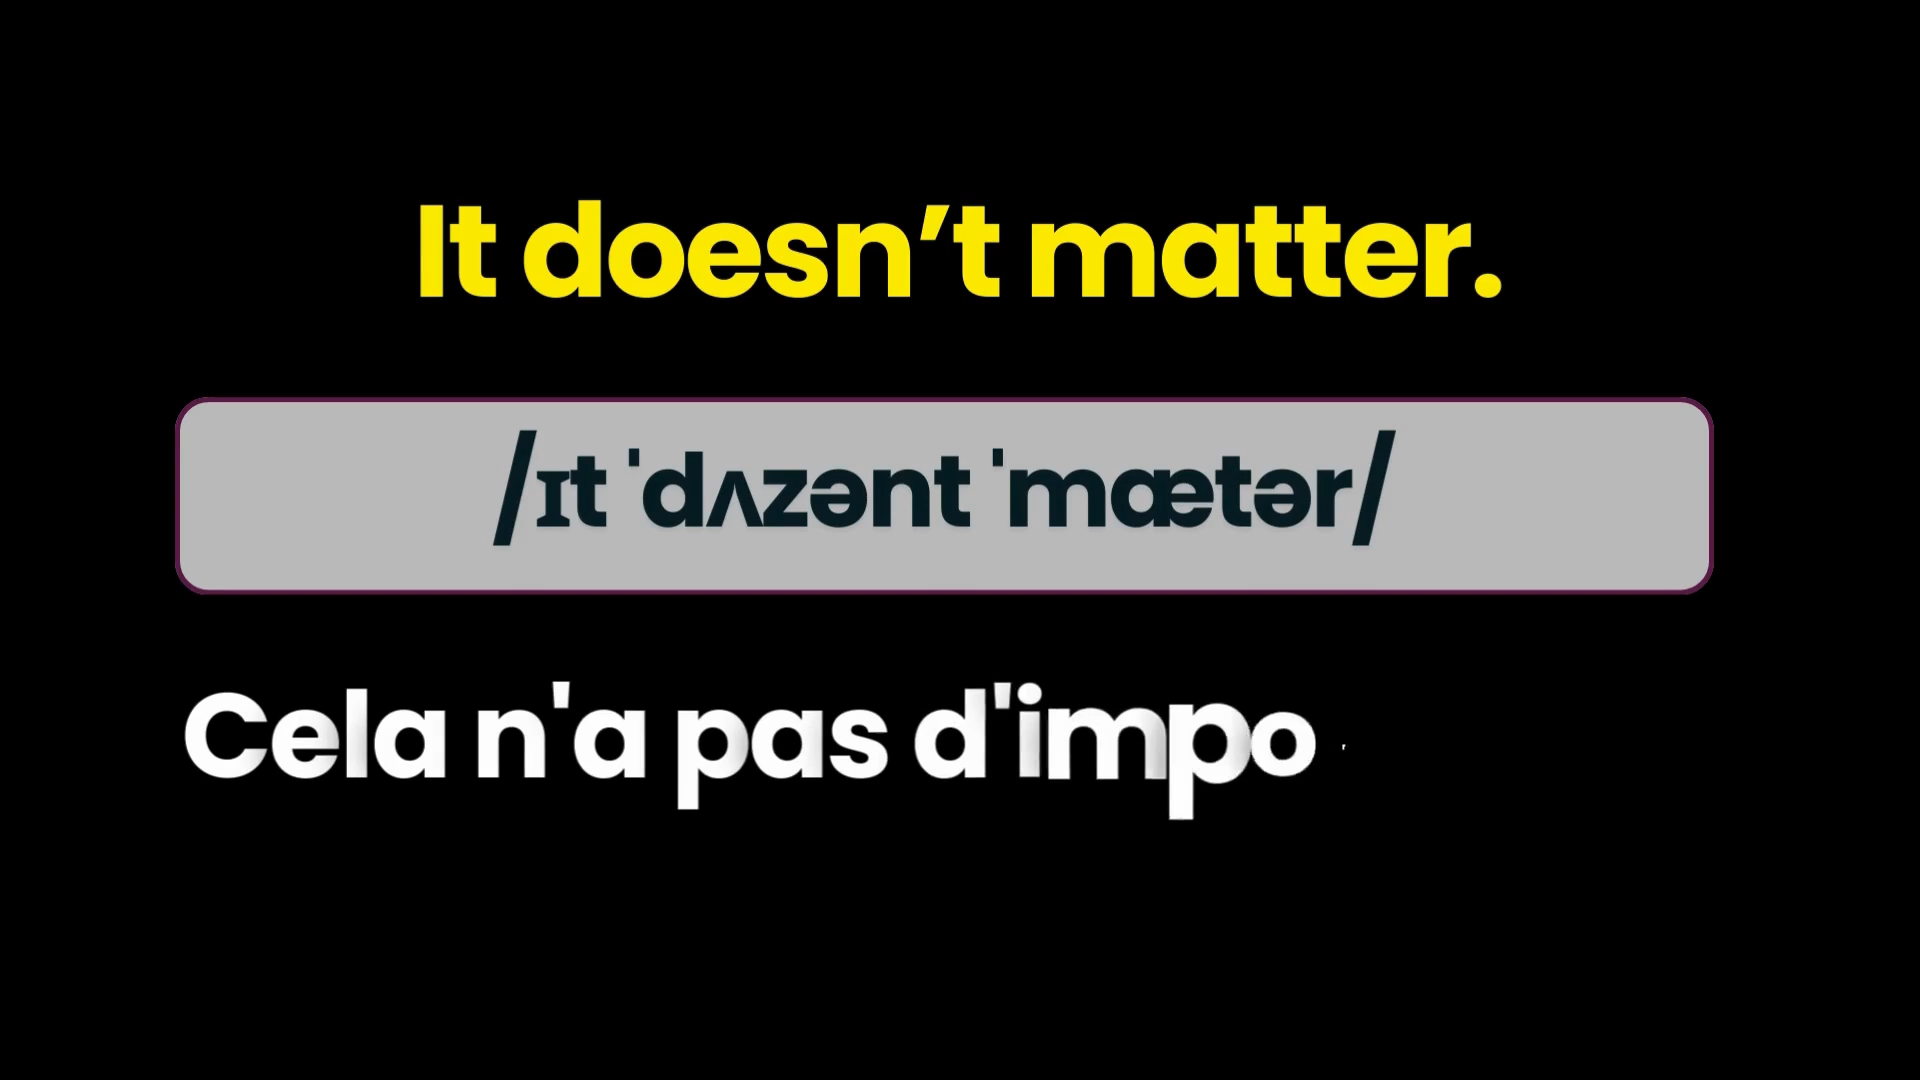 It doesn’t matter.
/ɪt ˈdʌzənt ˈmætər/
Cela n'a pas d'impo